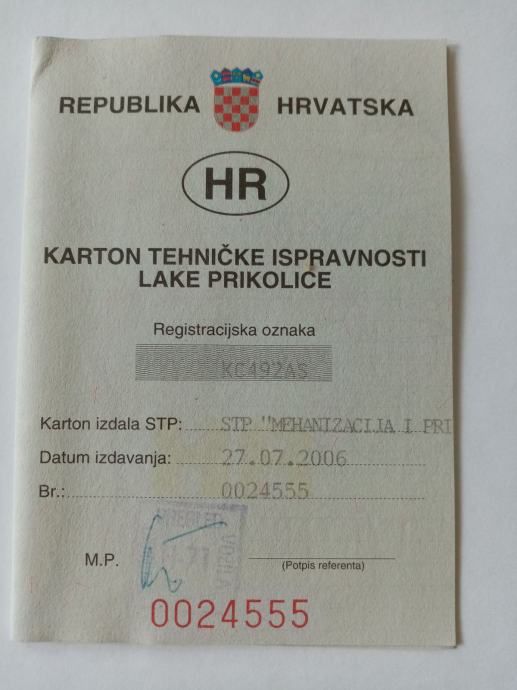 REPUBLIKA HRVATSKA
HR
KARTON TEHNIČKE ISPRAVNOSTI
LAKE PRIKOLICE
Registracijska oznaka
KC492AS
Karton izdala STP: STP "MEHANIZACIJA I PRI
Datum izdavanja: 27.07.2006
Br.: 0024555
M.P.
(Potpis referenta)
0024555